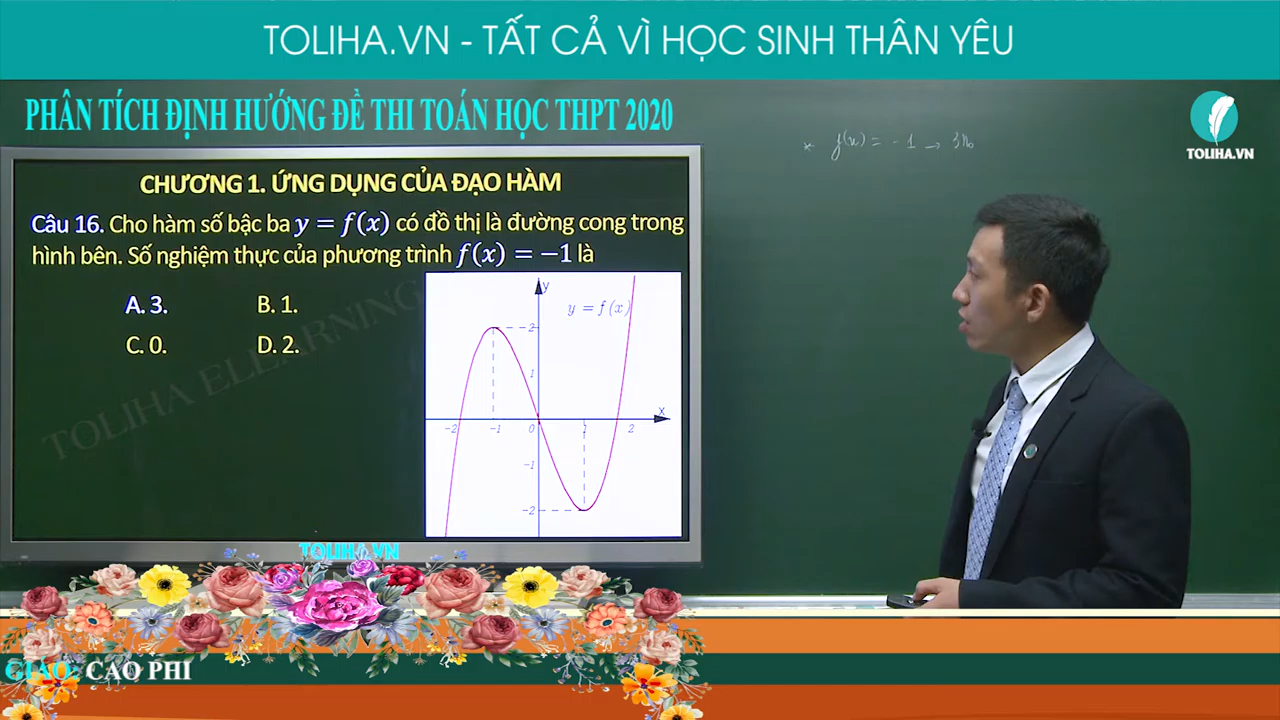 TOLIHA.VN - TẤT CẢ VÌ HỌC SINH THÂN YÊU
PHÂN TÍCH ĐỊNH HƯỚNG ĐỀ THI TOÁN HỌC THPT 2020
TOLIHA.VN
* f(x) = -1 → 3No
CHƯƠNG 1. ỨNG DỤNG CỦA ĐẠO HÀM
Câu 16. Cho hàm số bậc ba y = f(x) có đồ thị là đường cong trong
hình bên. Số nghiệm thực của phương trình f(x) = −1 là
A. 3. B. 1.
C. 0. D. 2.
y
y = f(x)
2
1
x
-2 -1 0 1 2
-1
-2
TOLIHA ELEARNING
TOLIHA.VN
GIÁO: CAO PHI